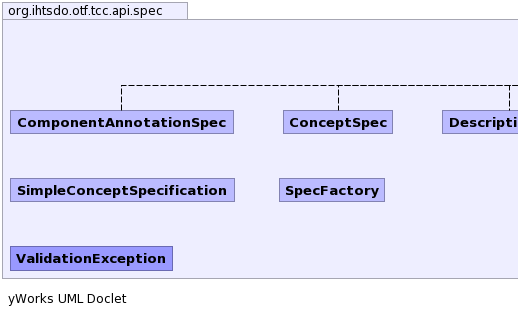 org.ihtsdo.otf.tcc.api.spec
ComponentAnnotationSpec
ConceptSpec
Descripti
SimpleConceptSpecification
SpecFactory
ValidationException
yWorks UML Doclet